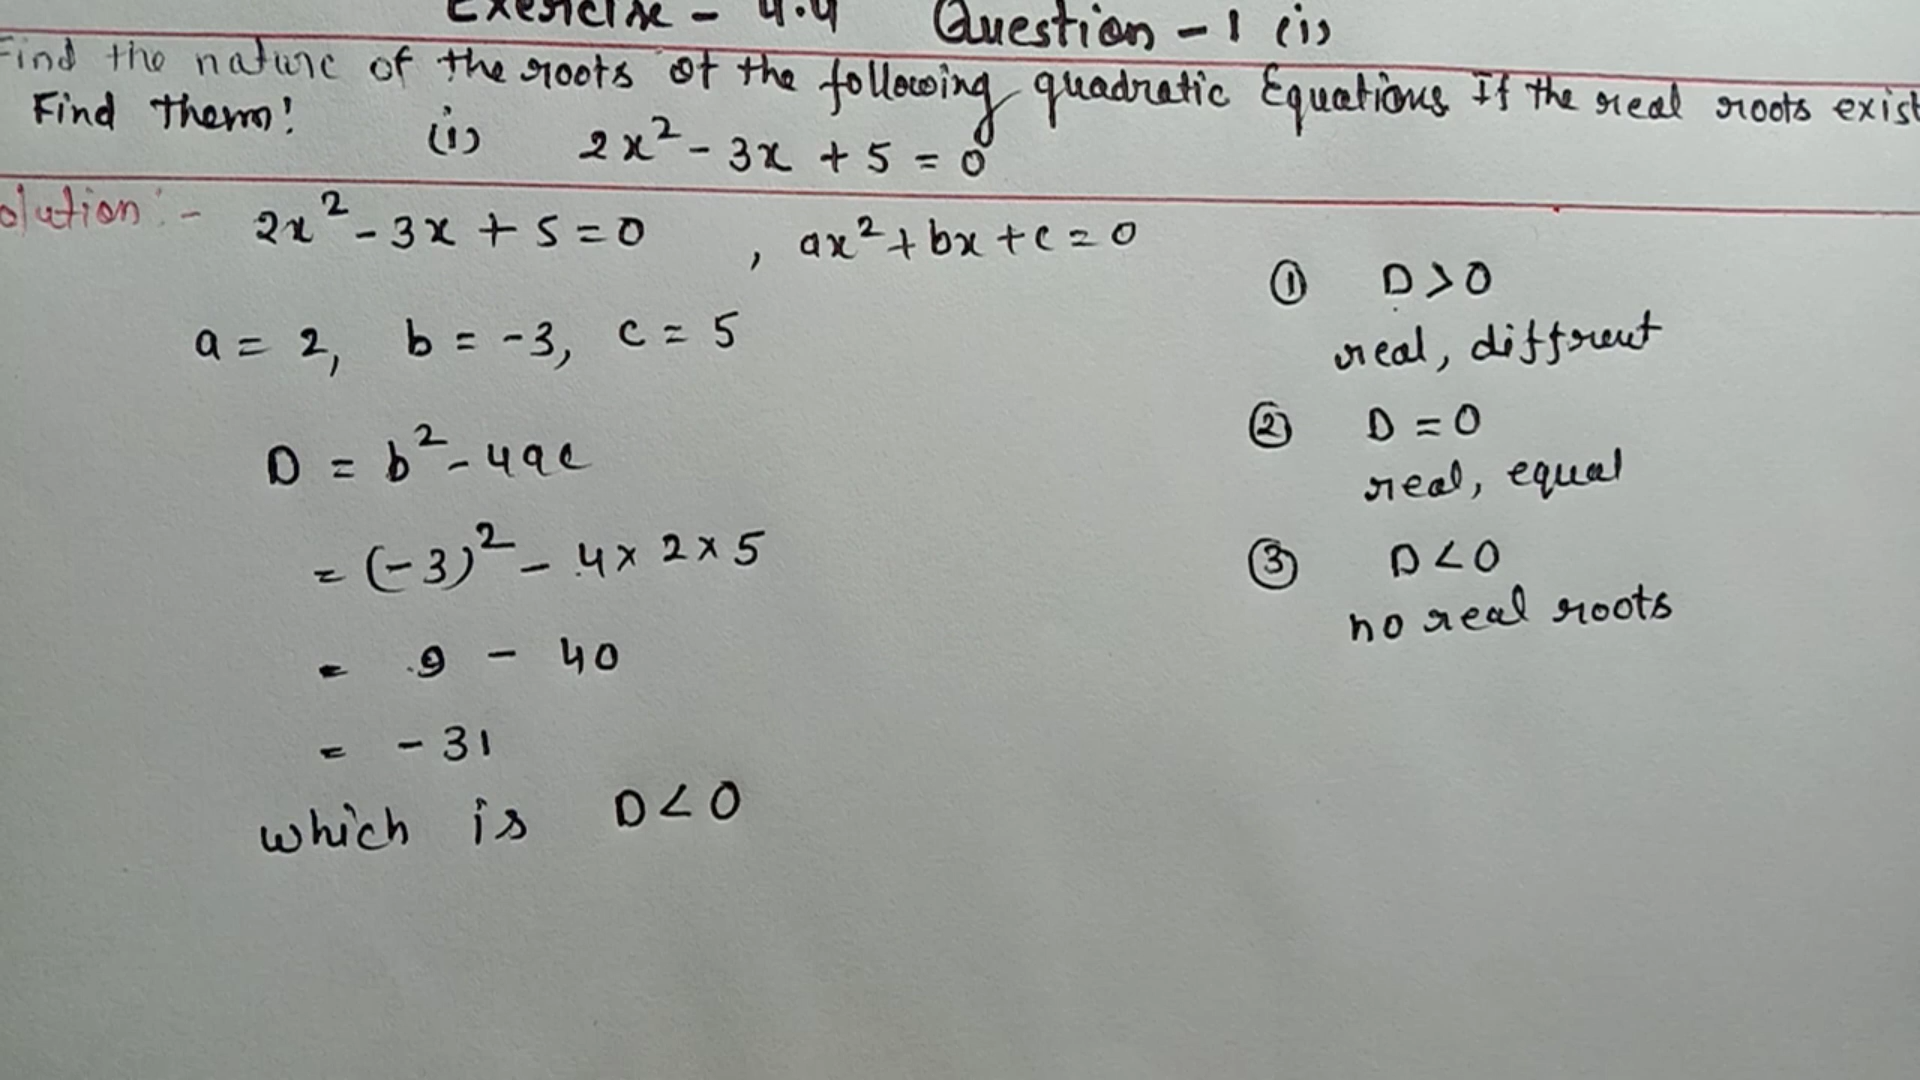 Exercise - 4.4 Question - 1 (i)
Find the nature of the roots of the following quadratic Equations If the real roots exist
Find them!
(i) 2x² - 3x + 5 = 0
olution :- 2x² - 3x + 5 = 0 , ax² + bx + c = 0
a = 2, b = -3, c = 5
D = b² - 4ac
= (-3)² - 4 × 2 × 5
= 9 - 40
= - 31
which is D < 0
① D > 0
real, diffrent
② D = 0
real, equal
③ D < 0
no real roots